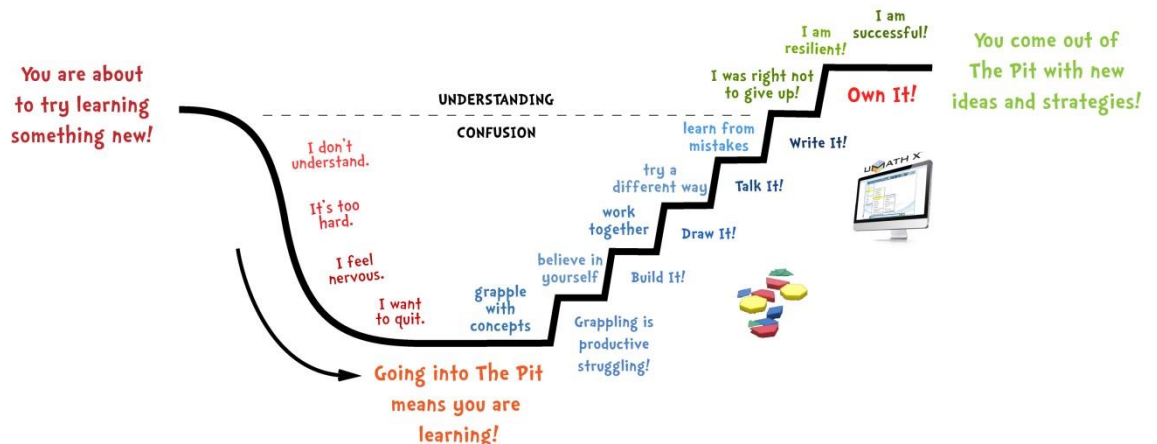 You are about
to try learning
something new!
UNDERSTANDING
CONFUSION
I don't
understand.
It's too
hard.
I feel
nervous.
I want
to quit.
Going into The Pit
means you are
learning!
grapple
with
concepts
Grappling is
productive
struggling!
believe in
yourself
Build It!
work
together
Draw It!
try a
different way
Talk It!
learn from
mistakes
Write It!
I was right not
to give up!
Own It!
I am
resilient!
I am
successful!
You come out of
The Pit with new
ideas and strategies!
uMATH X